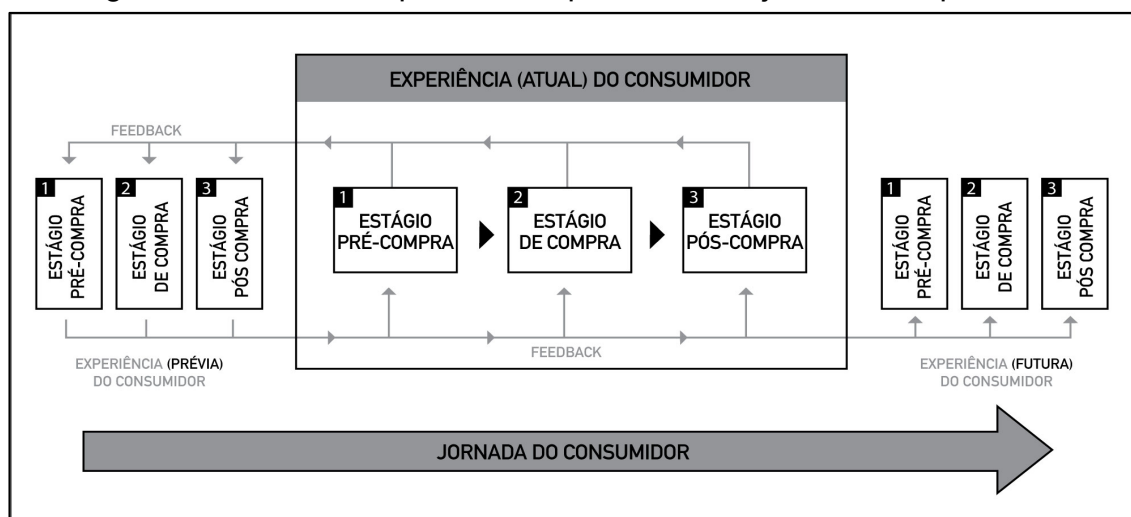 EXPERIÊNCIA (ATUAL) DO CONSUMIDOR
FEEDBACK
1
ESTÁGIO
PRÉ-COMPRA
2
ESTÁGIO
DE COMPRA
3
ESTÁGIO
PÓS COMPRA
1
ESTÁGIO
PRÉ-COMPRA
2
ESTÁGIO
DE COMPRA
3
ESTÁGIO
PÓS-COMPRA
1
ESTÁGIO
PRÉ-COMPRA
2
ESTÁGIO
DE COMPRA
3
ESTÁGIO
PÓS COMPRA
FEEDBACK
EXPERIÊNCIA (PRÉVIA)
DO CONSUMIDOR
EXPERIÊNCIA (FUTURA)
DO CONSUMIDOR
JORNADA DO CONSUMIDOR